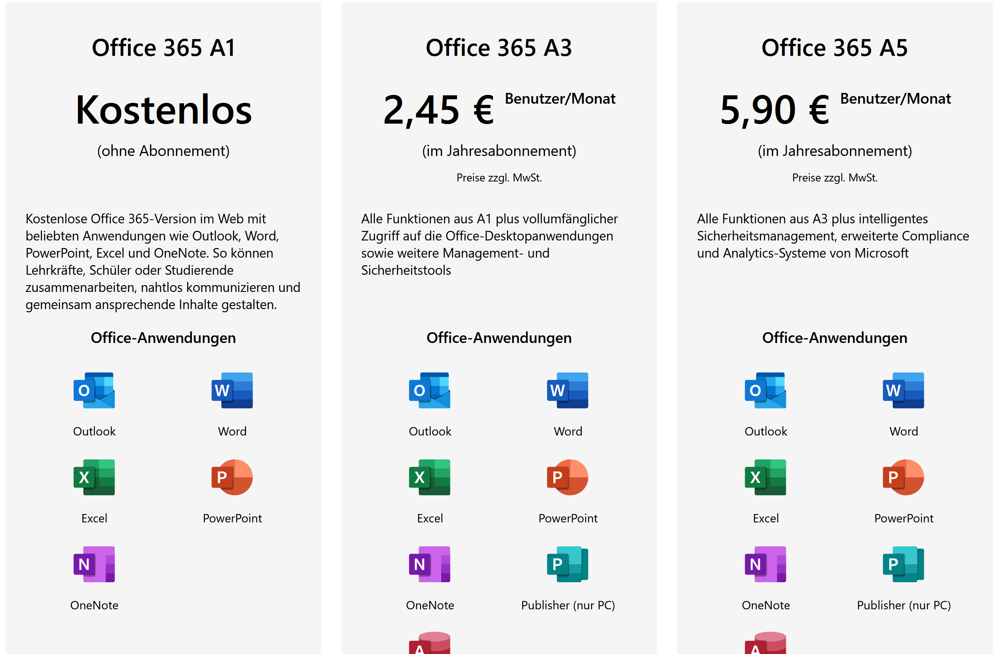 Office 365 A1
Kostenlos
(ohne Abonnement)
Kostenlose Office 365-Version im Web mit
beliebten Anwendungen wie Outlook, Word,
PowerPoint, Excel und OneNote. So können
Lehrkräfte, Schüler oder Studierende
zusammenarbeiten, nahtlos kommunizieren und
gemeinsam ansprechende Inhalte gestalten.
Office-Anwendungen
O W
Outlook Word
X P
Excel PowerPoint
N
OneNote
Office 365 A3
2,45 € Benutzer/Monat
(im Jahresabonnement)
Preise zzgl. MwSt.
Alle Funktionen aus A1 plus vollumfänglicher
Zugriff auf die Office-Desktopanwendungen
sowie weitere Management- und
Sicherheitstools
Office-Anwendungen
O W
Outlook Word
X P
Excel PowerPoint
N P
OneNote Publisher (nur PC)
A
Office 365 A5
5,90 € Benutzer/Monat
(im Jahresabonnement)
Preise zzgl. MwSt.
Alle Funktionen aus A3 plus intelligentes
Sicherheitsmanagement, erweiterte Compliance
und Analytics-Systeme von Microsoft
Office-Anwendungen
O W
Outlook Word
X P
Excel PowerPoint
N P
OneNote Publisher (nur PC)
A